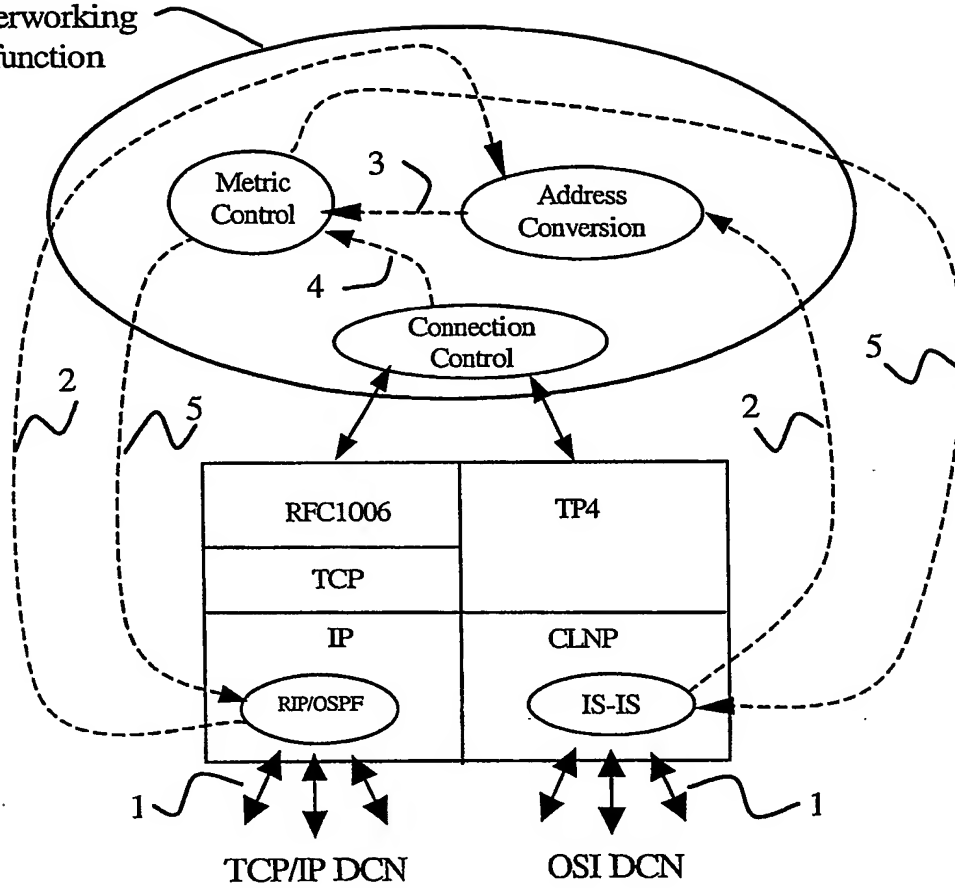 erworking
function
3
Metric
Control
Address
Conversion
4
Connection
Control
5
2
5
2
RFC1006
TP4
TCP
IP
CLNP
RIP/OSPF
IS-IS
1
1
TCP/IP DCN
OSI DCN